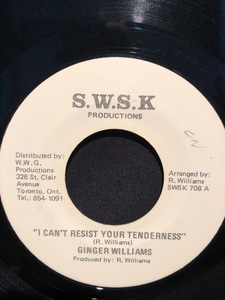 S.W.S.K
PRODUCTIONS
Distributed by:
W.W.G.
Productions
326 St. Clair
Avenue
Toronto, Ont.
Tel.: 654-1091
Arranged by:
R. Williams
SWSK 708 A
"I CAN'T RESIST YOUR TENDERNESS"
(R. Williams)
GINGER WILLIAMS
Produced by: R. Williams